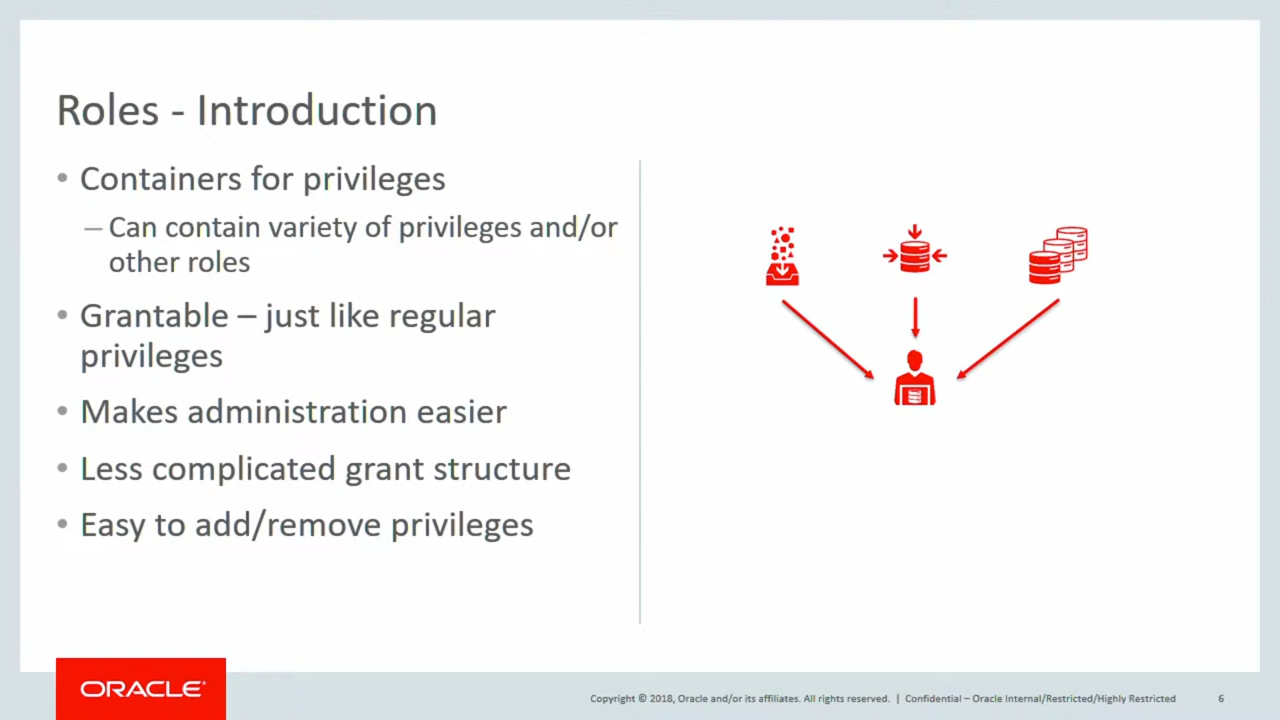 Roles - Introduction
• Containers for privileges
– Can contain variety of privileges and/or
other roles
• Grantable – just like regular
privileges
• Makes administration easier
• Less complicated grant structure
• Easy to add/remove privileges
ORACLE®
Copyright © 2018, Oracle and/or its affiliates. All rights reserved. | Confidential – Oracle Internal/Restricted/Highly Restricted 6